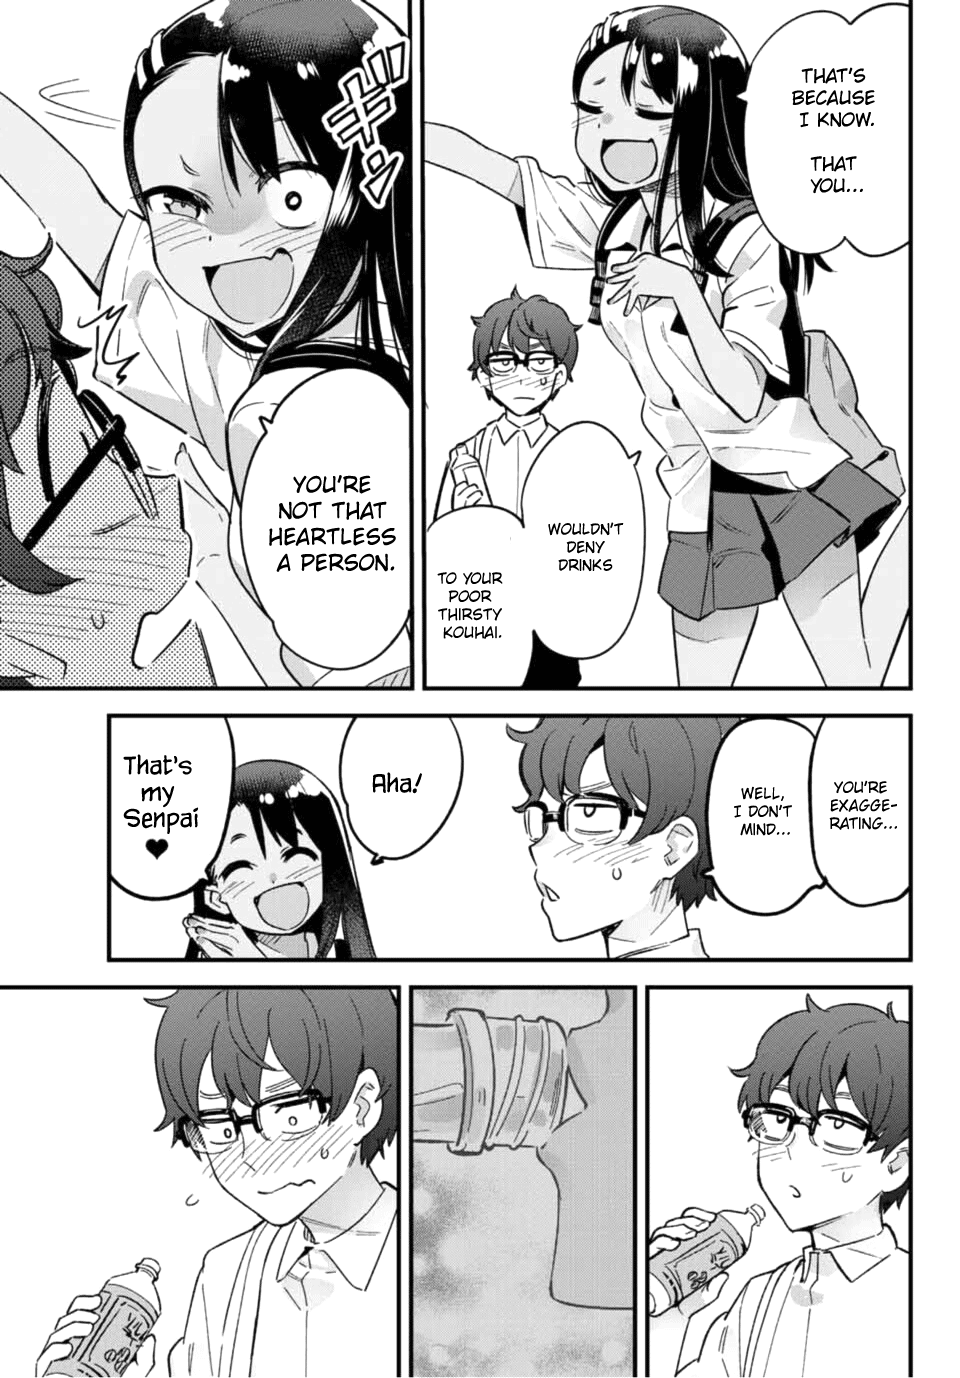 THAT'S
BECAUSE
I KNOW.
THAT
YOU...
WOULDN'T
DENY
DRINKS
TO YOUR
POOR
THIRSTY
KOUHAI.
YOU'RE
NOT THAT
HEARTLESS
A PERSON.
YOU'RE
EXAGGE-
RATING...
WELL,
I DON'T
MIND...
Aha!
That's
my
Senpai
♥